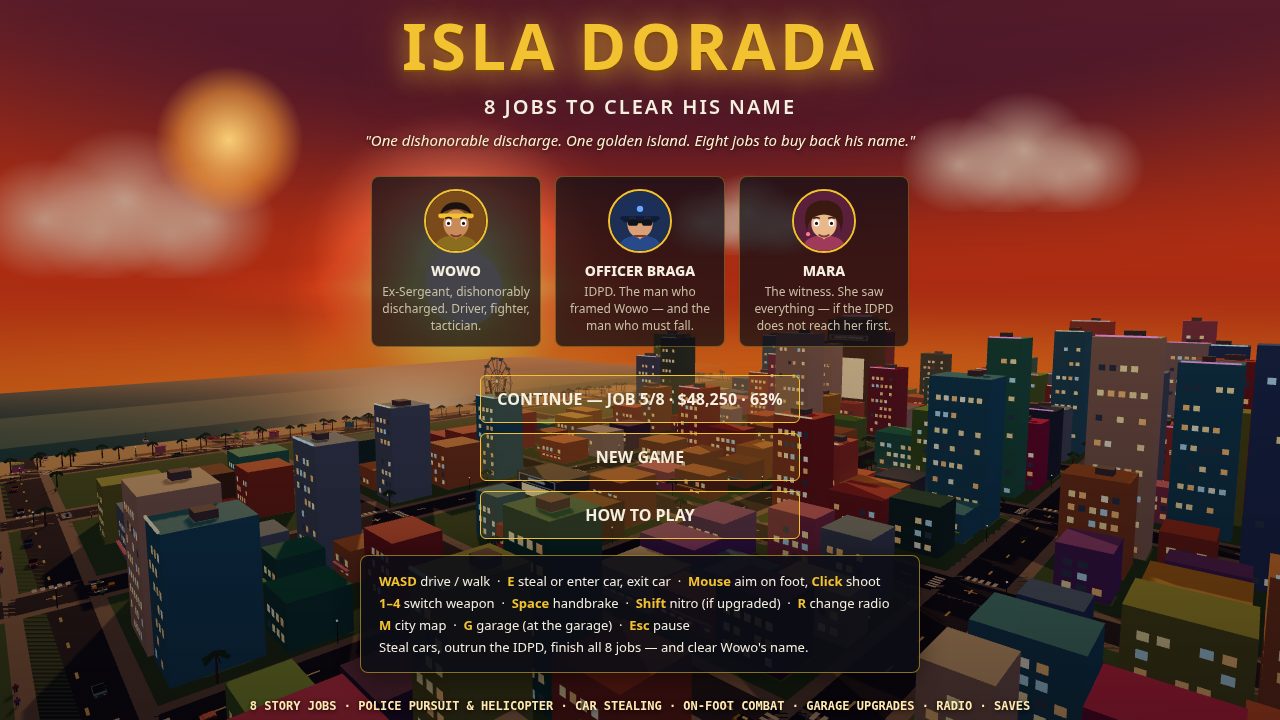 ISLA DORADA
8 JOBS TO CLEAR HIS NAME
"One dishonorable discharge. One golden island. Eight jobs to buy back his name."
WOWO
Ex-Sergeant, dishonorably
discharged. Driver, fighter,
tactician.
OFFICER BRAGA
IDPD. The man who
framed Wowo — and the
man who must fall.
MARA
The witness. She saw
everything — if the IDPD
does not reach her first.
CONTINUE — JOB 5/8 · $48,250 · 63%
NEW GAME
HOW TO PLAY
WASD drive / walk · E steal or enter car, exit car · Mouse aim on foot, Click shoot
1–4 switch weapon · Space handbrake · Shift nitro (if upgraded) · R change radio
M city map · G garage (at the garage) · Esc pause
Steal cars, outrun the IDPD, finish all 8 jobs — and clear Wowo's name.
8 STORY JOBS · POLICE PURSUIT & HELICOPTER · CAR STEALING · ON-FOOT COMBAT · GARAGE UPGRADES · RADIO · SAVES